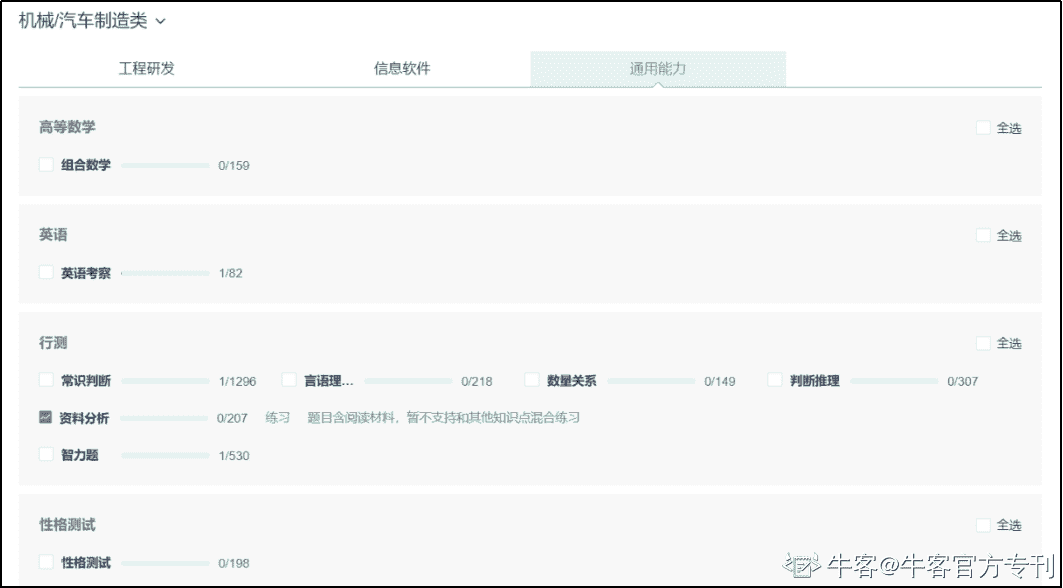 机械/汽车制造类
工程研发 信息软件 通用能力
高等数学 全选
组合数学 0/159
英语 全选
英语考察 1/82
行测 全选
常识判断 1/1296 言语理... 0/218 数量关系 0/149 判断推理 0/307
资料分析 0/207 练习 题目含阅读材料，暂不支持和其他知识点混合练习
智力题 1/530
性格测试 全选
性格测试 0/198
牛客@牛客官方专刊